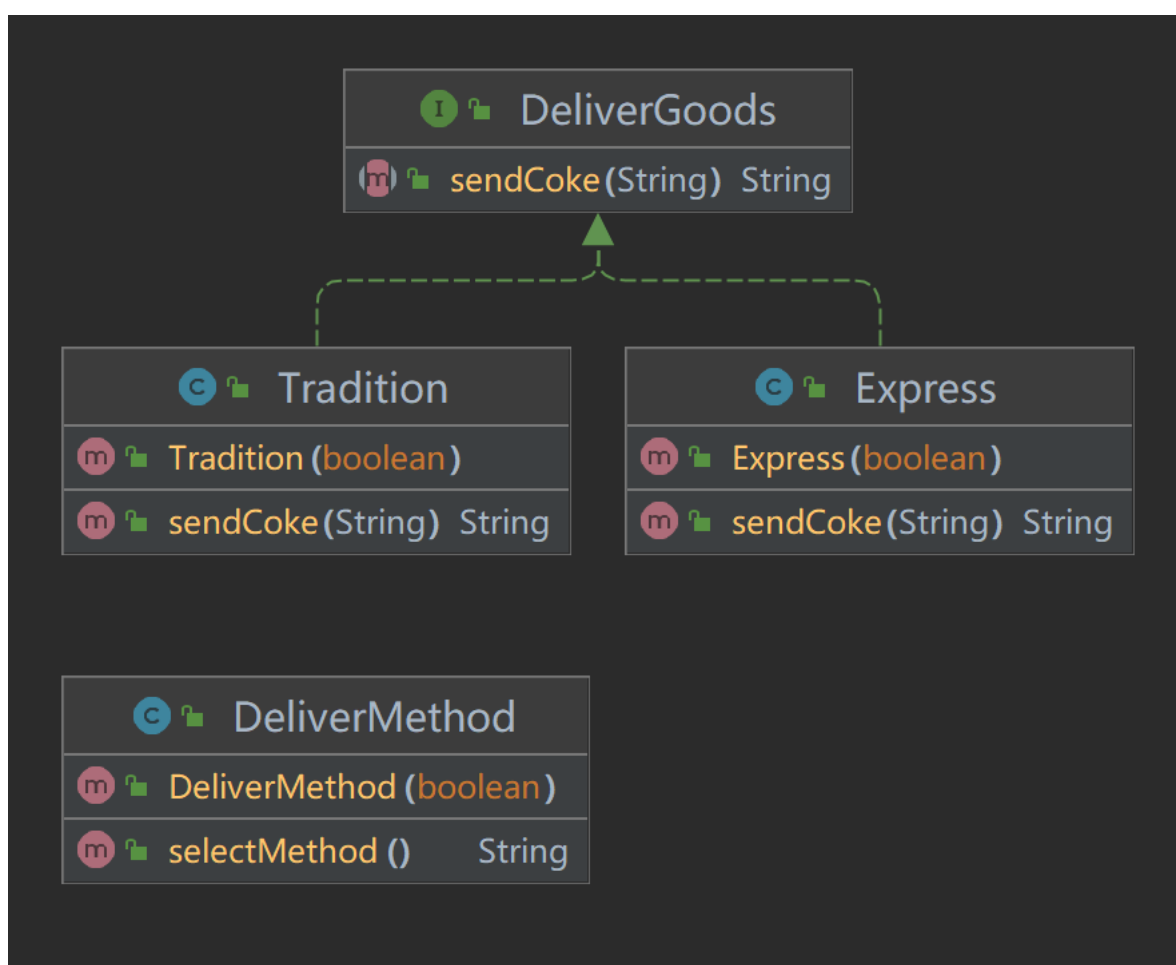 I DeliverGoods
m sendCoke(String) String
C Tradition
m Tradition(boolean)
m sendCoke(String) String
C Express
m Express(boolean)
m sendCoke(String) String
C DeliverMethod
m DeliverMethod(boolean)
m selectMethod() String